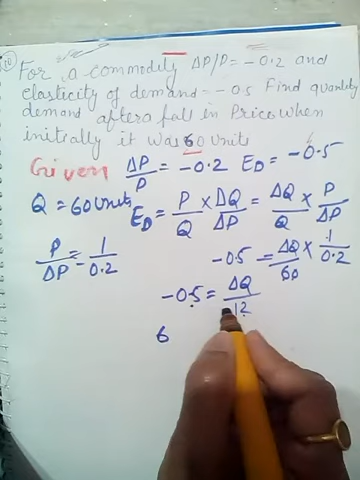 For a commodity ΔP/P = -0.2 and
elasticity of demand = -0.5 Find quantity
demand after a fall in Price when
initially it was 60 Units
Given ΔP/P = -0.2 E_D = -0.5
Q = 60 Units E_D = P/Q × ΔQ/ΔP = ΔQ/Q × P/ΔP
P/ΔP = 1/0.2 -0.5 = ΔQ/60 × 1/0.2
-0.5 = ΔQ/12
6